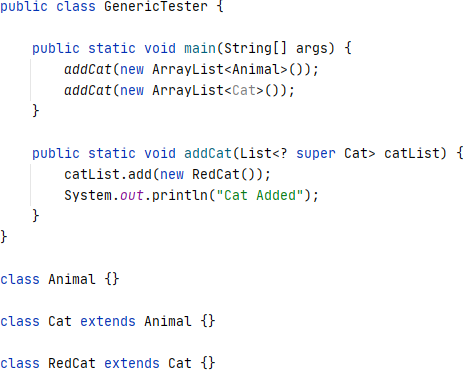 public class GenericTester {
    public static void main(String[] args) {
        addCat(new ArrayList<Animal>());
        addCat(new ArrayList<Cat>());
    }
    public static void addCat(List<? super Cat> catList) {
        catList.add(new RedCat());
        System.out.println("Cat Added");
    }
}
class Animal {}
class Cat extends Animal {}
class RedCat extends Cat {}